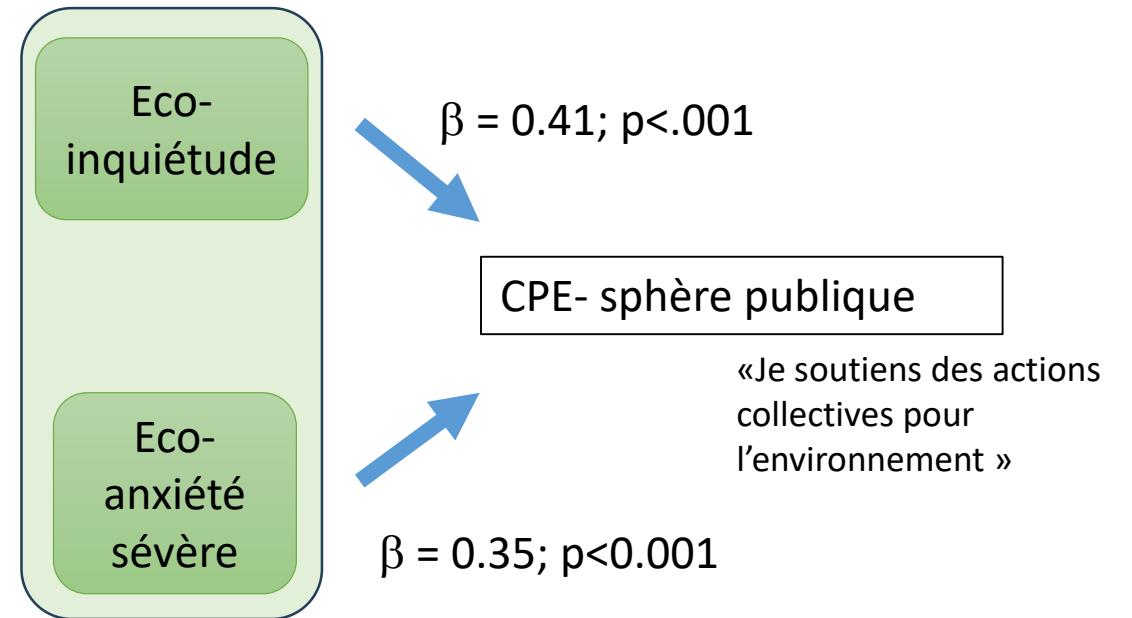 Eco-
inquiétude
β = 0.41; p<.001
CPE- sphère publique
«Je soutiens des actions
collectives pour
l’environnement »
Eco-
anxiété
sévère
β = 0.35; p<0.001